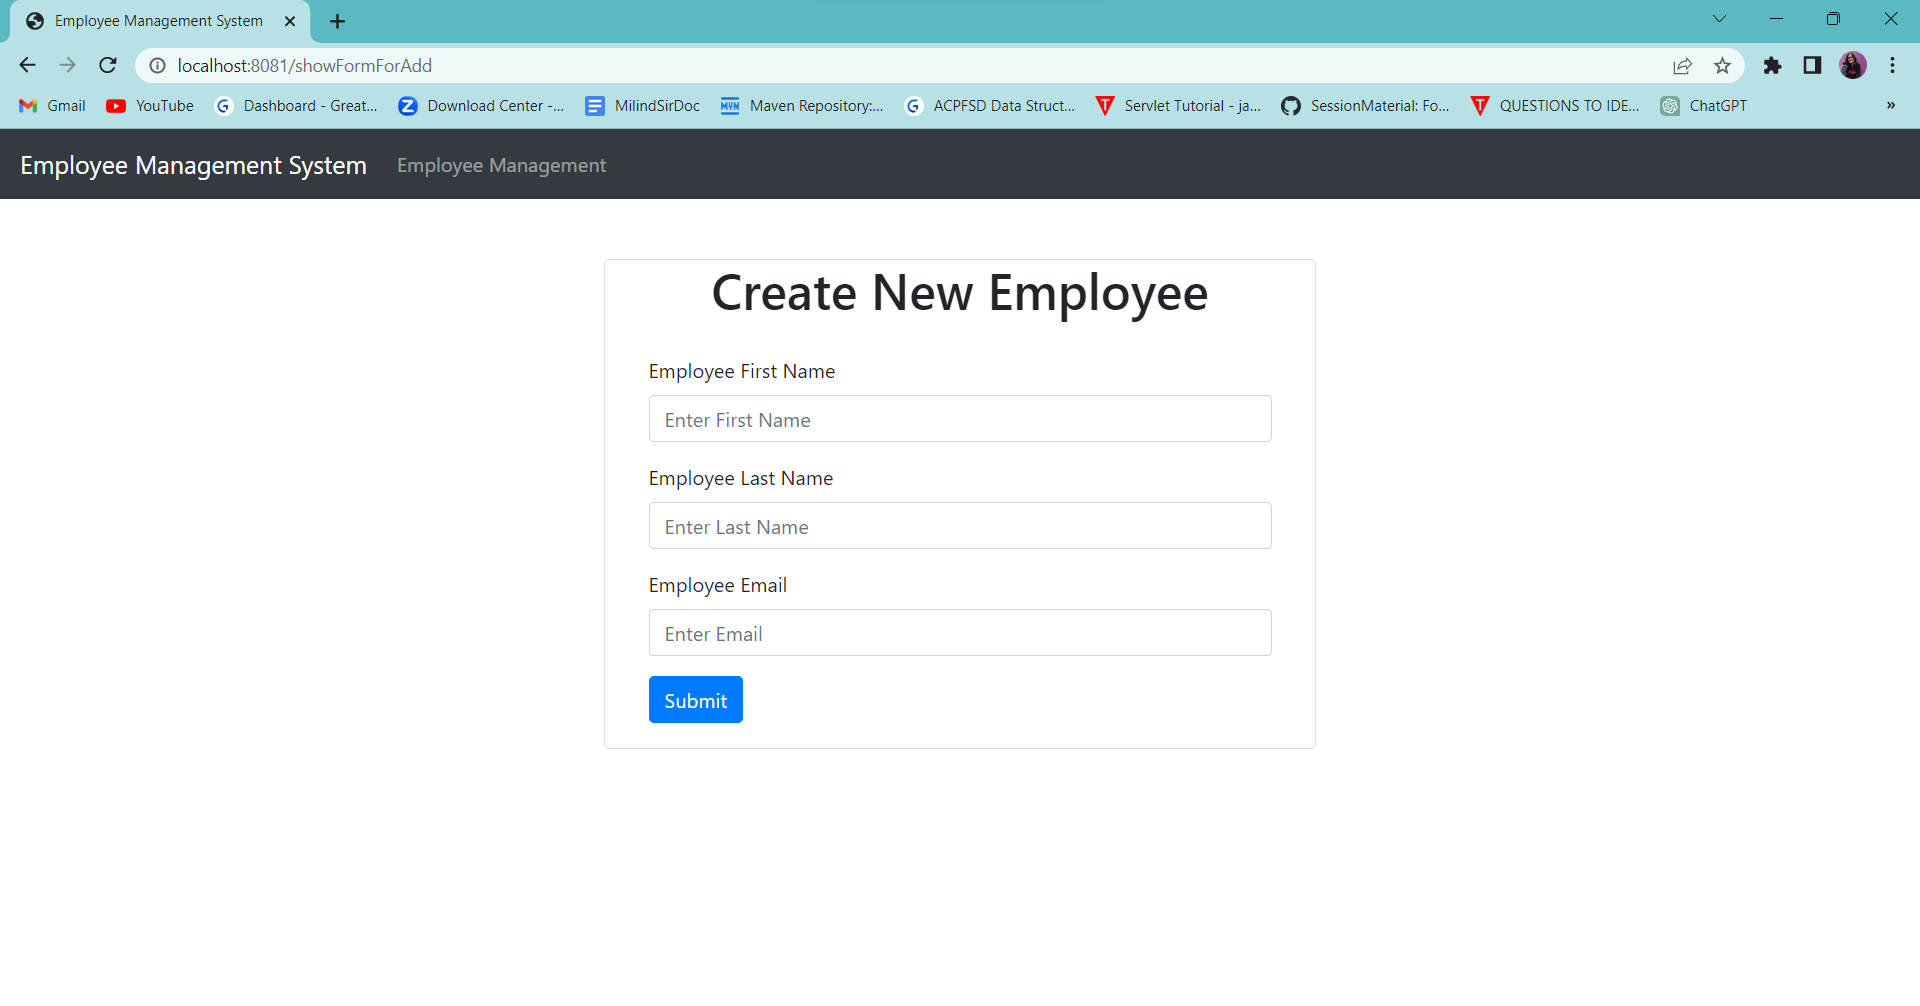 Employee Management System
localhost:8081/showFormForAdd
Gmail YouTube Dashboard - Great... Download Center -... MilindSirDoc Maven Repository:... ACPFSD Data Struct... Servlet Tutorial - ja... SessionMaterial: Fo... QUESTIONS TO IDE... ChatGPT »
Employee Management System Employee Management
Create New Employee
Employee First Name
Enter First Name
Employee Last Name
Enter Last Name
Employee Email
Enter Email
Submit